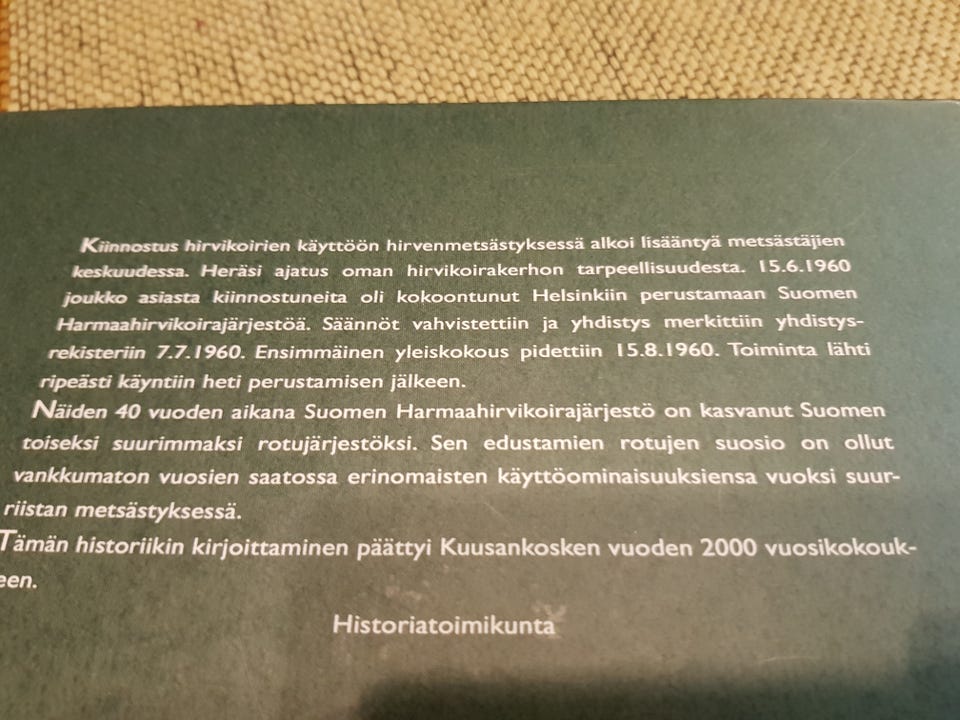 Kiinnostus hirvikoirien käyttöön hirvenmetsästyksessä alkoi lisääntyä metsästäjien
keskuudessa. Heräsi ajatus oman hirvikoirakerhon tarpeellisuudesta. 15.6.1960
joukko asiasta kiinnostuneita oli kokoontunut Helsinkiin perustamaan Suomen
Harmaahirvikoirajärjestöä. Säännöt vahvistettiin ja yhdistys merkittiin yhdistys-
rekisteriin 7.7.1960. Ensimmäinen yleiskokous pidettiin 15.8.1960. Toiminta lähti
ripeästi käyntiin heti perustamisen jälkeen.
Näiden 40 vuoden aikana Suomen Harmaahirvikoirajärjestö on kasvanut Suomen
toiseksi suurimmaksi rotujärjestöksi. Sen edustamien rotujen suosio on ollut
vankkumaton vuosien saatossa erinomaisten käyttöominaisuuksiensa vuoksi suur-
riistan metsästyksessä.
Tämän historiikin kirjoittaminen päättyi Kuusankosken vuoden 2000 vuosikokouk-
een.
Historiatoimikunta